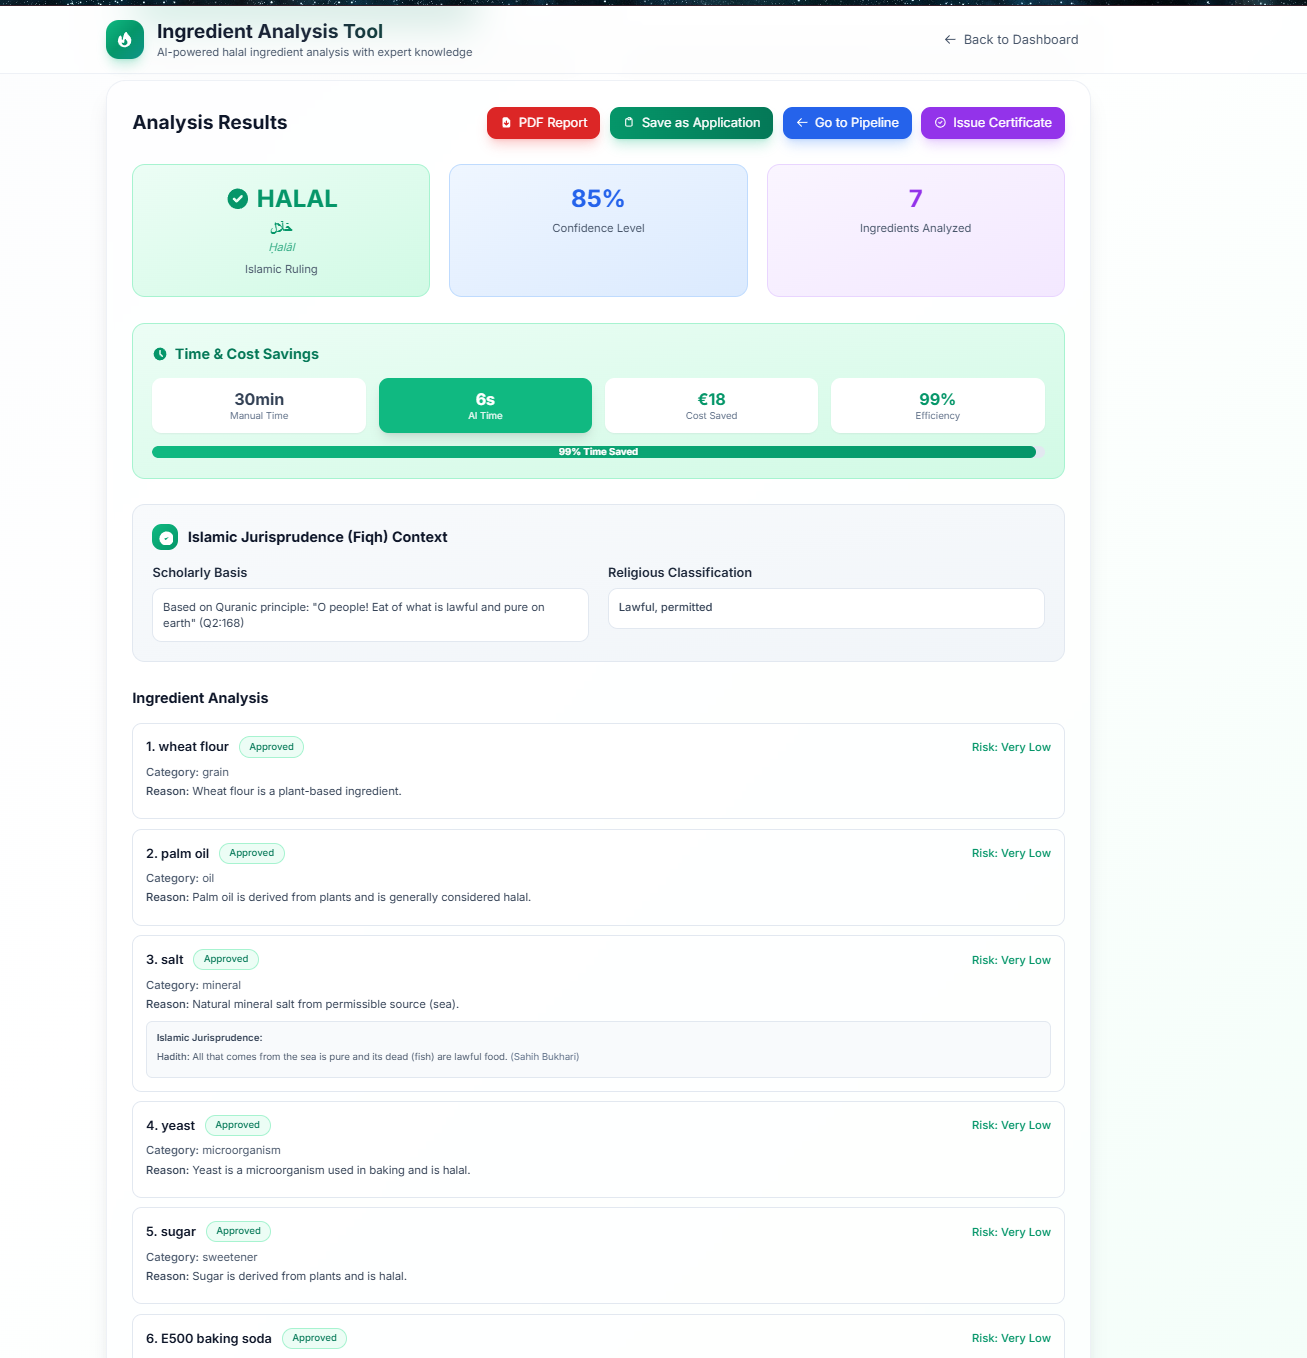 Ingredient Analysis Tool
AI-powered halal ingredient analysis with expert knowledge
Back to Dashboard
Analysis Results
PDF Report
Save as Application
Go to Pipeline
Issue Certificate
HALAL
حَلَال
Ḥalāl
Islamic Ruling
85%
Confidence Level
7
Ingredients Analyzed
Time & Cost Savings
30min
Manual Time
6s
AI Time
€18
Cost Saved
99%
Efficiency
99% Time Saved
Islamic Jurisprudence (Fiqh) Context
Scholarly Basis
Based on Quranic principle: "O people! Eat of what is lawful and pure on
earth" (Q2:168)
Religious Classification
Lawful, permitted
Ingredient Analysis
1. wheat flour Approved Risk: Very Low
Category: grain
Reason: Wheat flour is a plant-based ingredient.
2. palm oil Approved Risk: Very Low
Category: oil
Reason: Palm oil is derived from plants and is generally considered halal.
3. salt Approved Risk: Very Low
Category: mineral
Reason: Natural mineral salt from permissible source (sea).
Islamic Jurisprudence:
Hadith: All that comes from the sea is pure and its dead (fish) are lawful food. (Sahih Bukhari)
4. yeast Approved Risk: Very Low
Category: microorganism
Reason: Yeast is a microorganism used in baking and is halal.
5. sugar Approved Risk: Very Low
Category: sweetener
Reason: Sugar is derived from plants and is halal.
6. E500 baking soda Approved Risk: Very Low